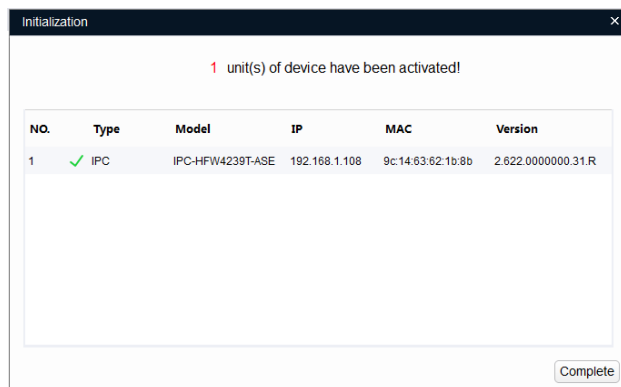 Initialization
1 unit(s) of device have been activated!
NO. Type Model IP MAC Version
1 IPC IPC-HFW4239T-ASE 192.168.1.108 9c:14:63:62:1b:8b 2.622.0000000.31.R
Complete